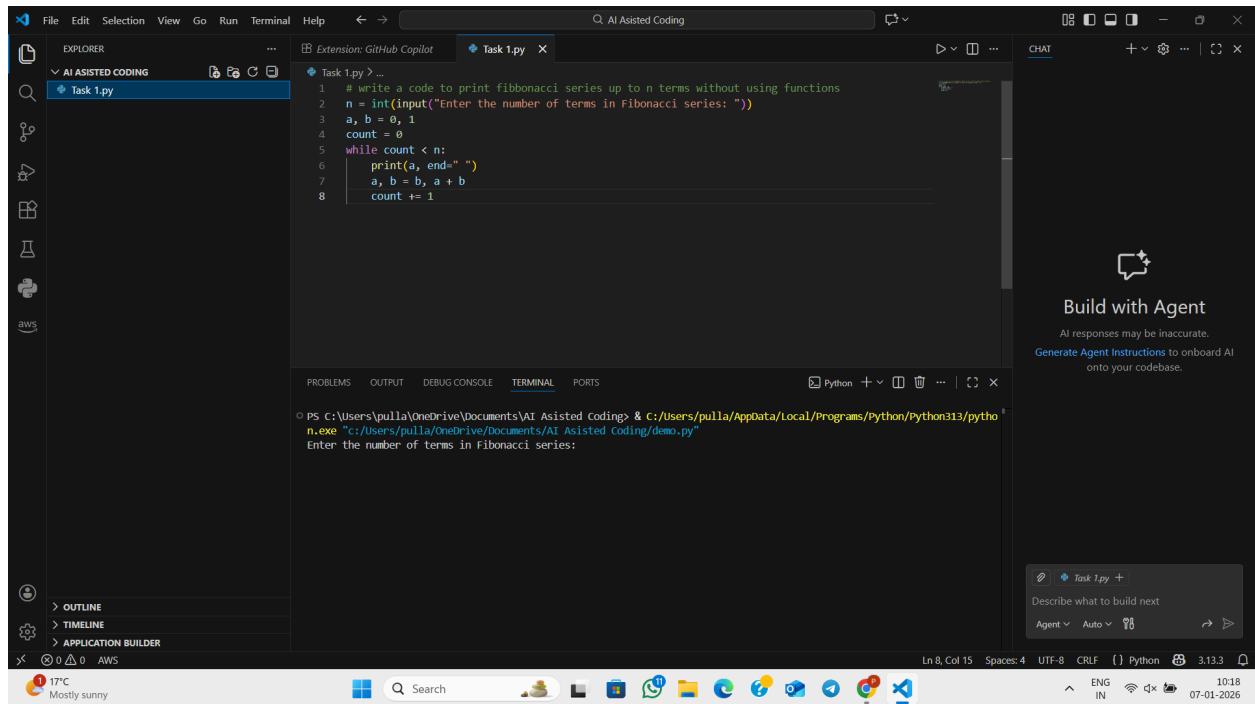 File Edit Selection View Go Run Terminal Help
AI Asisted Coding
EXPLORER
AI ASISTED CODING
Task 1.py
OUTLINE
TIMELINE
APPLICATION BUILDER
Extension: GitHub Copilot
Task 1.py
Task 1.py > ...
1 # write a code to print fibbonacci series up to n terms without using functions
2 n = int(input("Enter the number of terms in Fibonacci series: "))
3 a, b = 0, 1
4 count = 0
5 while count < n:
6 print(a, end=" ")
7 a, b = b, a + b
8 count += 1
PROBLEMS OUTPUT DEBUG CONSOLE TERMINAL PORTS
Python
PS C:\Users\pulla\OneDrive\Documents\AI Asisted Coding> & C:/Users/pulla/AppData/Local/Programs/Python/Python313/pytho
n.exe "c:/Users/pulla/OneDrive/Documents/AI Asisted Coding/demo.py"
Enter the number of terms in Fibonacci series:
CHAT
Build with Agent
AI responses may be inaccurate.
Generate Agent Instructions to onboard AI
onto your codebase.
Task 1.py
Describe what to build next
Agent Auto
aws
0 0 AWS
Ln 8, Col 15 Spaces: 4 UTF-8 CRLF {} Python 3.13.3
1
17°C
Mostly sunny
Search
11
ENG
IN
10:18
07-01-2026